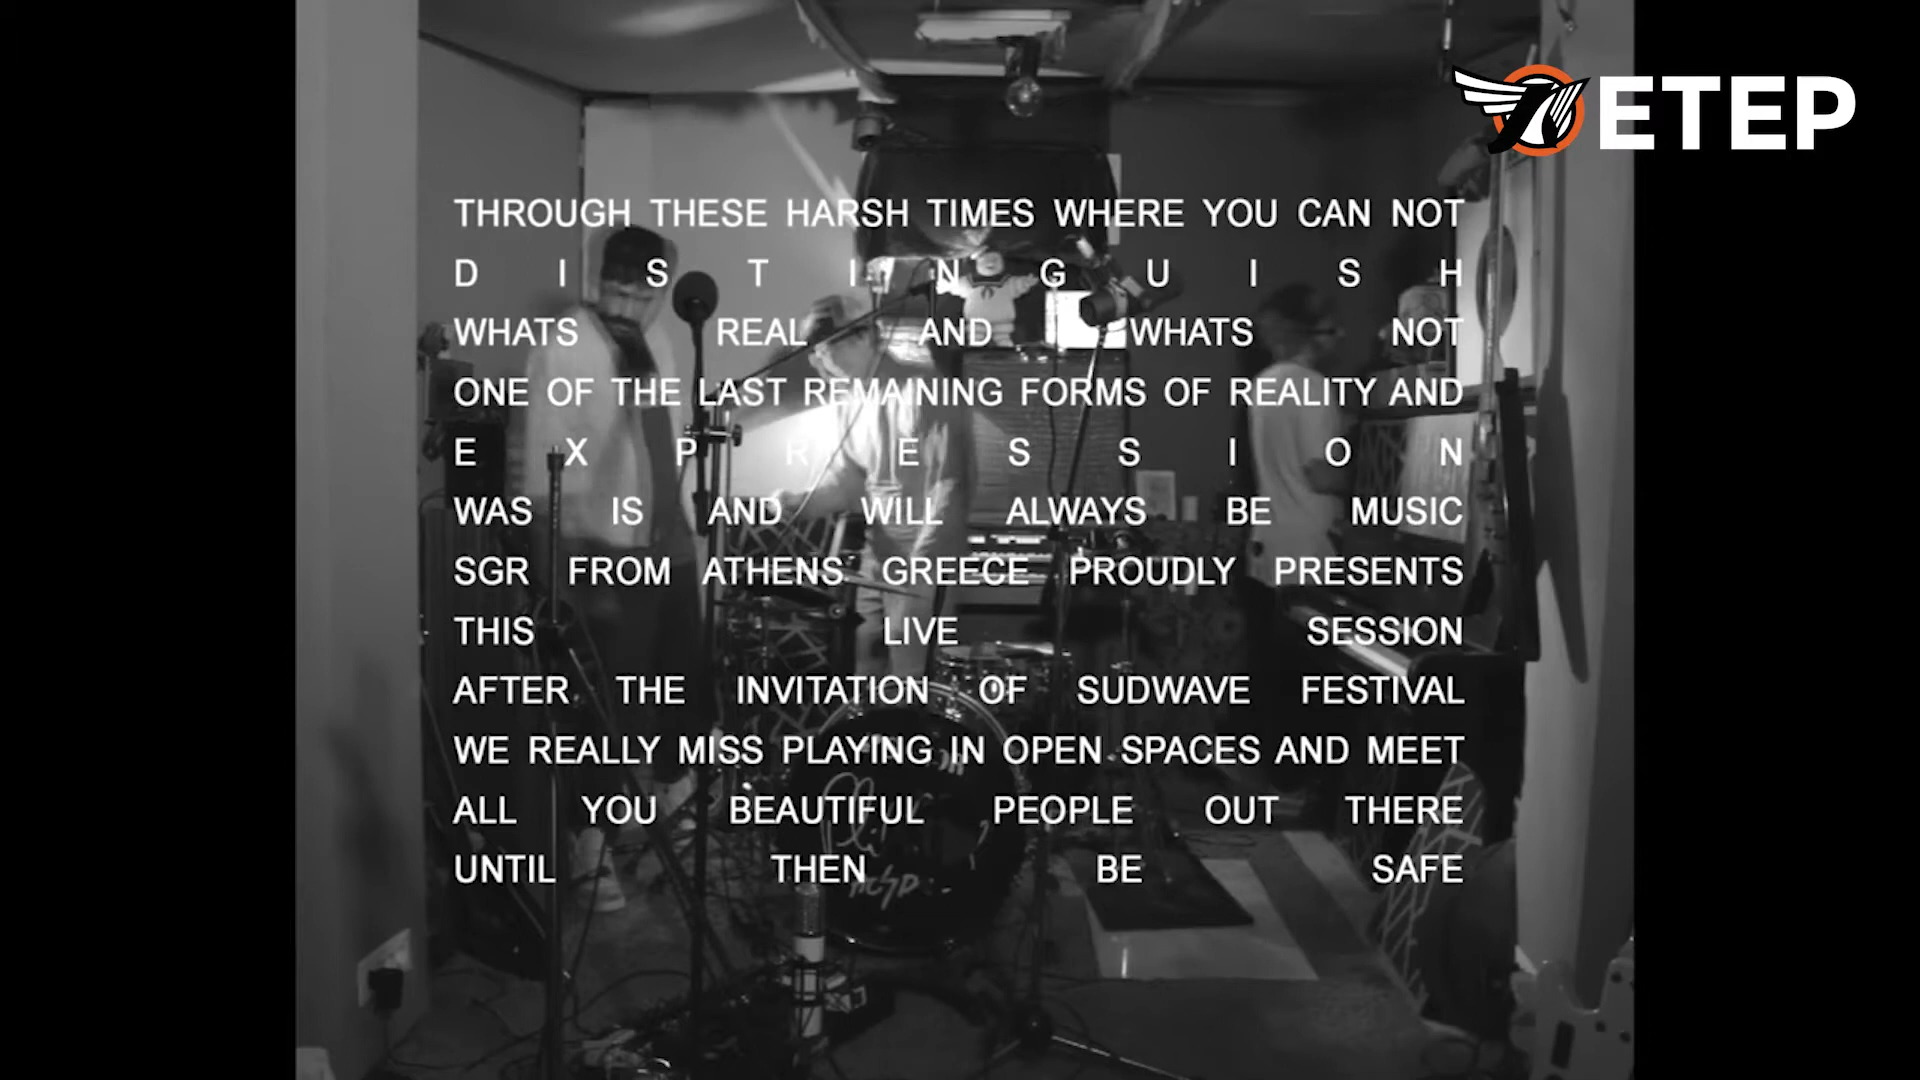 ETEP
THROUGH THESE HARSH TIMES WHERE YOU CAN NOT
D I S T I N G U I S H
WHATS REAL AND WHATS NOT
ONE OF THE LAST REMAINING FORMS OF REALITY AND
E X P R E S S I O N
WAS IS AND WILL ALWAYS BE MUSIC
SGR FROM ATHENS GREECE PROUDLY PRESENTS
THIS LIVE SESSION
AFTER THE INVITATION OF SUDWAVE FESTIVAL
WE REALLY MISS PLAYING IN OPEN SPACES AND MEET
ALL YOU BEAUTIFUL PEOPLE OUT THERE
UNTIL THEN BE SAFE